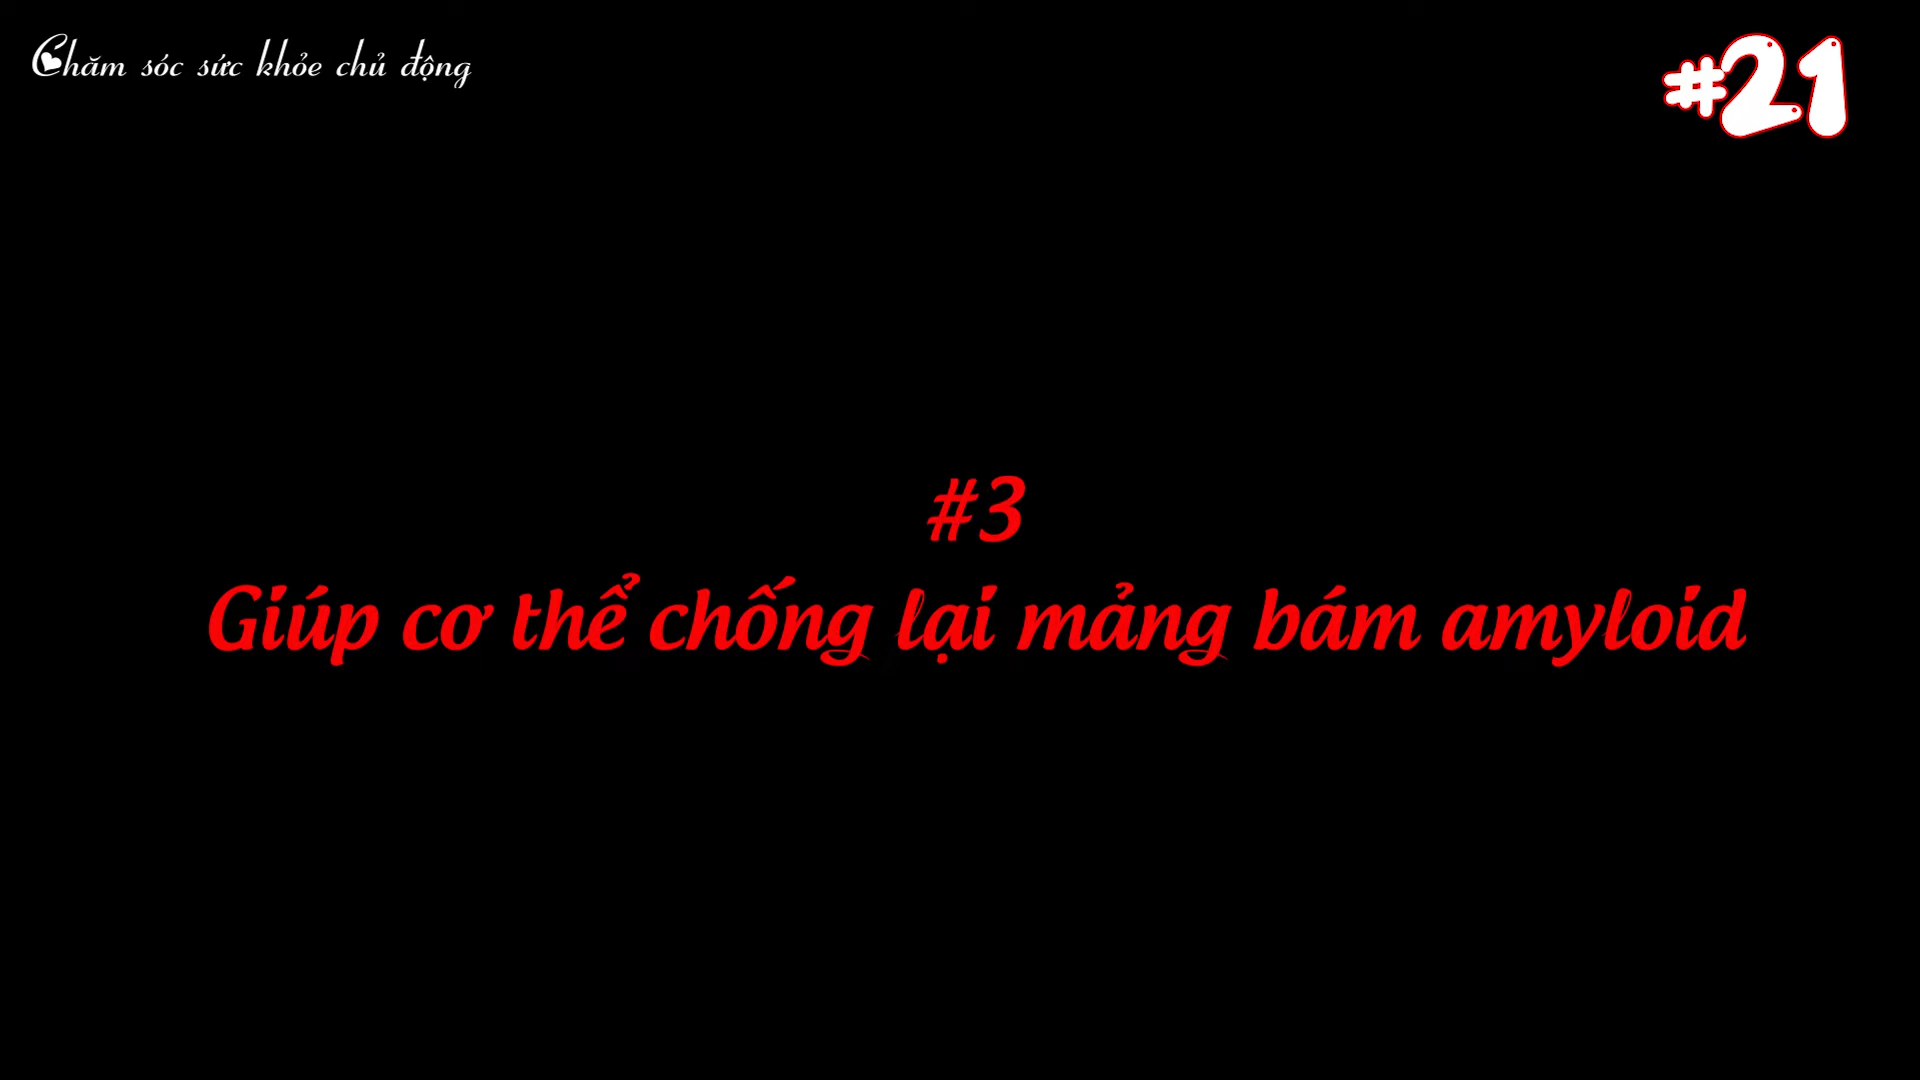 Chăm sóc sức khỏe chủ động
#21
#3
Giúp cơ thể chống lại mảng bám amyloid